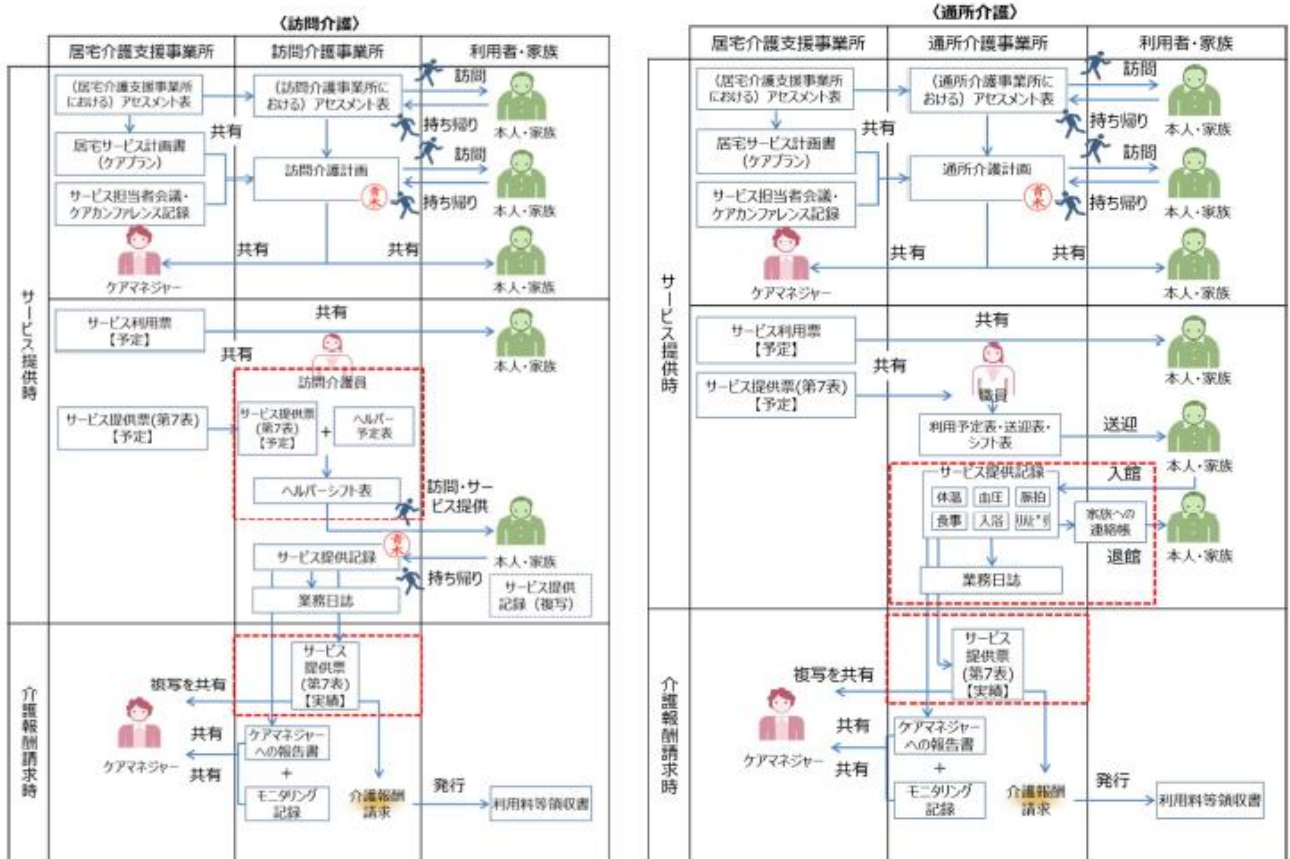 〈訪問介護〉
居宅介護支援事業所
訪問介護事業所
利用者・家族
サービス提供時
(居宅介護支援事業所
における) アセスメント表
(訪問介護事業所に
おける) アセスメント表
訪問
持ち帰り
本人・家族
共有
居宅サービス計画書
(ケアプラン)
訪問介護計画
訪問
青木
持ち帰り
本人・家族
サービス担当者会議・
ケアカンファレンス記録
共有
共有
ケアマネジャー
本人・家族
サービス利用票
【予定】
共有
本人・家族
共有
訪問介護員
サービス提供票(第7表)
【予定】
サービス提供票
(第7表)
【予定】
+
ヘルパー
予定表
ヘルパーシフト表
訪問・サー
ビス提供
本人・家族
サービス提供記録
青木
持ち帰り
サービス提供
記録（複写）
業務日誌
介護報酬請求時
サービス
提供票
(第7表)
【実績】
複写を共有
ケアマネジャー
共有
共有
ケアマネジャー
への報告書
+
モニタリング
記録
介護報酬
請求
発行
利用料等領収書
〈通所介護〉
居宅介護支援事業所
通所介護事業所
利用者・家族
サービス提供時
(居宅介護支援事業所
における) アセスメント表
(通所介護事業所に
おける) アセスメント表
訪問
持ち帰り
本人・家族
共有
居宅サービス計画書
(ケアプラン)
通所介護計画
訪問
青木
持ち帰り
本人・家族
サービス担当者会議・
ケアカンファレンス記録
共有
共有
ケアマネジャー
本人・家族
サービス利用票
【予定】
共有
本人・家族
共有
サービス提供票(第7表)
【予定】
職員
利用予定表・送迎表・
シフト表
送迎
本人・家族
サービス提供記録
体温
血圧
脈拍
食事
入浴
リハビリ
入館
家族への
連絡帳
退館
本人・家族
業務日誌
介護報酬請求時
サービス
提供票
(第7表)
【実績】
複写を共有
ケアマネジャー
共有
共有
ケアマネジャー
への報告書
+
モニタリング
記録
介護報酬
請求
発行
利用料等領収書